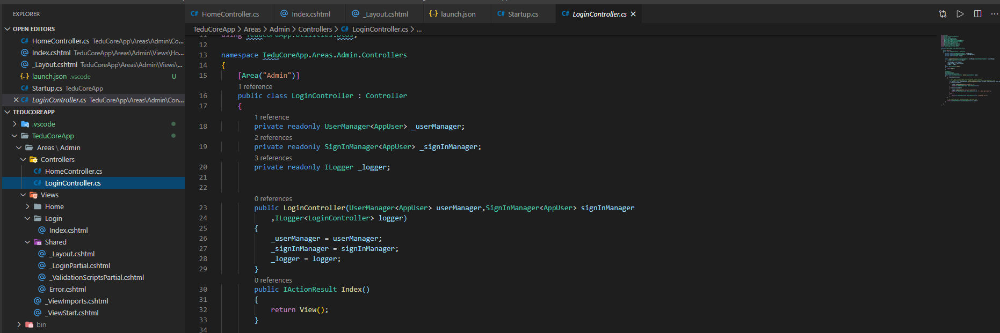 EXPLORER
OPEN EDITORS
C# HomeController.cs TeduCoreApp\Areas\Admin\Co...
@ Index.cshtml TeduCoreApp\Areas\Admin\Views\Ho...
@ _Layout.cshtml TeduCoreApp\Areas\Admin\Views\...
{..} launch.json .vscode U
C# Startup.cs TeduCoreApp
C# LoginController.cs TeduCoreApp\Areas\Admin\Con...
TEDUCOREAPP
.vscode
TeduCoreApp
Areas \ Admin
Controllers
C# HomeController.cs
C# LoginController.cs
Views
Home
Login
@ Index.cshtml
Shared
@ _Layout.cshtml
@ _LoginPartial.cshtml
@ _ValidationScriptsPartial.cshtml
@ Error.cshtml
@ _ViewImports.cshtml
@ _ViewStart.cshtml
bin
C# HomeController.cs @ Index.cshtml @ _Layout.cshtml {..} launch.json C# Startup.cs C# LoginController.cs
TeduCoreApp > Areas > Admin > Controllers > C# LoginController.cs > ...
11 using TeduCoreApp.Utilities.Dtos;
12
13 namespace TeduCoreApp.Areas.Admin.Controllers
14 {
15 [Area("Admin")]
1 reference
16 public class LoginController : Controller
17 {
1 reference
18 private readonly UserManager<AppUser> _userManager;
2 references
19 private readonly SignInManager<AppUser> _signInManager;
3 references
20 private readonly ILogger _logger;
21
22
0 references
23 public LoginController(UserManager<AppUser> userManager,SignInManager<AppUser> signInManager
24 ,ILogger<LoginController> logger)
25 {
26 _userManager = userManager;
27 _signInManager = signInManager;
28 _logger = logger;
29 }
0 references
30 public IActionResult Index()
31 {
32 return View();
33 }
34